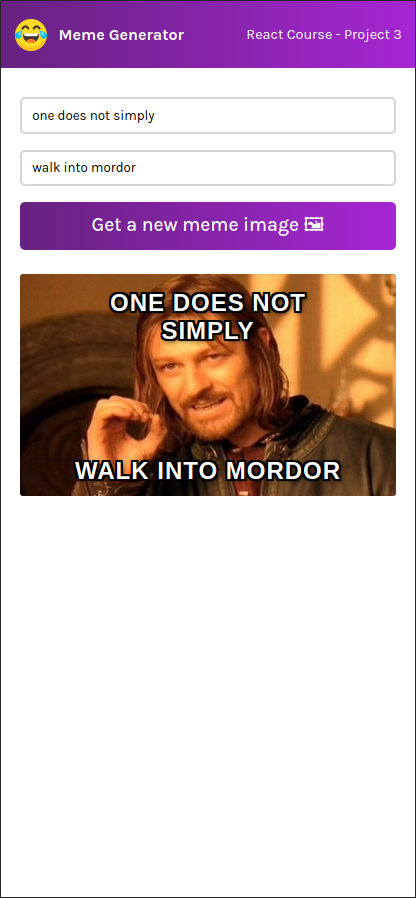 Meme Generator
React Course - Project 3
one does not simply
walk into mordor
Get a new meme image 🖼
ONE DOES NOT
SIMPLY
WALK INTO MORDOR